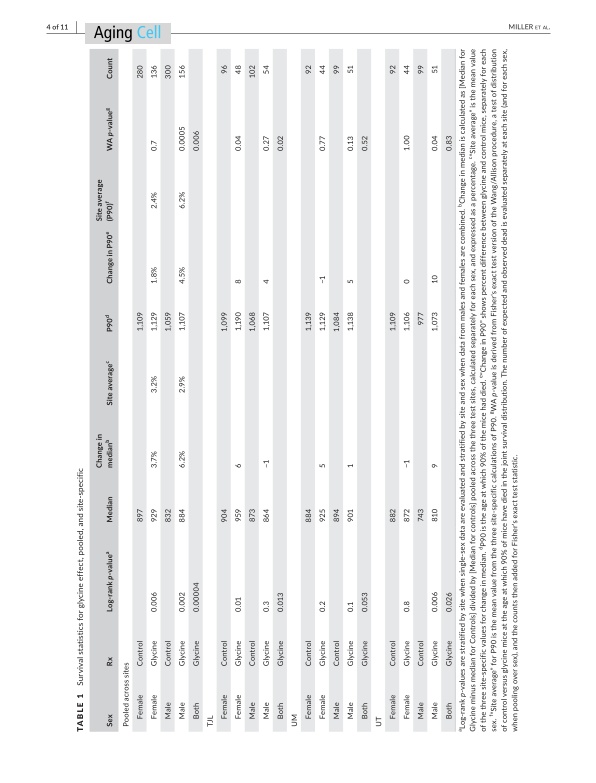 4 of 11
Aging Cell
MILLER ET AL.
TABLE 1 Survival statistics for glycine effect, pooled, and site-specific
Sex Rx Log-rank p-valueᵃ Median Change in medianᵇ Site averageᶜ P90ᵈ Change in P90ᵉ Site average (P90)ᶠ WA p-valueᵍ Count
Pooled across sites
Female Control 897 1,109 280
Female Glycine 0.006 929 3.7% 3.2% 1,129 1.8% 2.4% 0.7 136
Male Control 832 1,059 300
Male Glycine 0.002 884 6.2% 2.9% 1,107 4.5% 6.2% 0.0005 156
Both Glycine 0.00004 0.006
TJL
Female Control 904 1,099 96
Female Glycine 0.01 959 6 1,190 8 0.04 48
Male Control 873 1,068 102
Male Glycine 0.3 864 −1 1,107 4 0.27 54
Both Glycine 0.013 0.02
UM
Female Control 884 1,139 92
Female Glycine 0.2 925 5 1,129 −1 0.77 44
Male Control 894 1,084 99
Male Glycine 0.1 901 1 1,138 5 0.13 51
Both Glycine 0.053 0.52
UT
Female Control 882 1,109 92
Female Glycine 0.8 872 −1 1,106 0 1.00 44
Male Control 743 977 99
Male Glycine 0.006 810 9 1,073 10 0.04 51
Both Glycine 0.026 0.83
ᵃLog-rank p-values are stratified by site when single-sex data are evaluated and stratified by site and sex when data from males and females are combined. ᵇChange in median is calculated as [Median for
Glycine minus median for Controls] divided by [Median for controls] pooled across the three test sites, calculated separately for each sex, and expressed as a percentage. ᶜ"Site average" is the mean value
of the three site-specific values for change in median. ᵈP90 is the age at which 90% of the mice had died. ᵉ"Change in P90" shows percent difference between glycine and control mice, separately for each
sex. ᶠ"Site average" for P90 is the mean value from the three site-specific calculations of P90. ᵍWA p-value is derived from Fisher's exact test version of the Wang/Allison procedure, a test of distribution
of control versus glycine mice at the age at which 90% of mice have died in the joint survival distribution. The number of expected and observed dead is evaluated separately at each site (and for each sex,
when pooling over sex), and the counts then added for Fisher's exact test statistic.